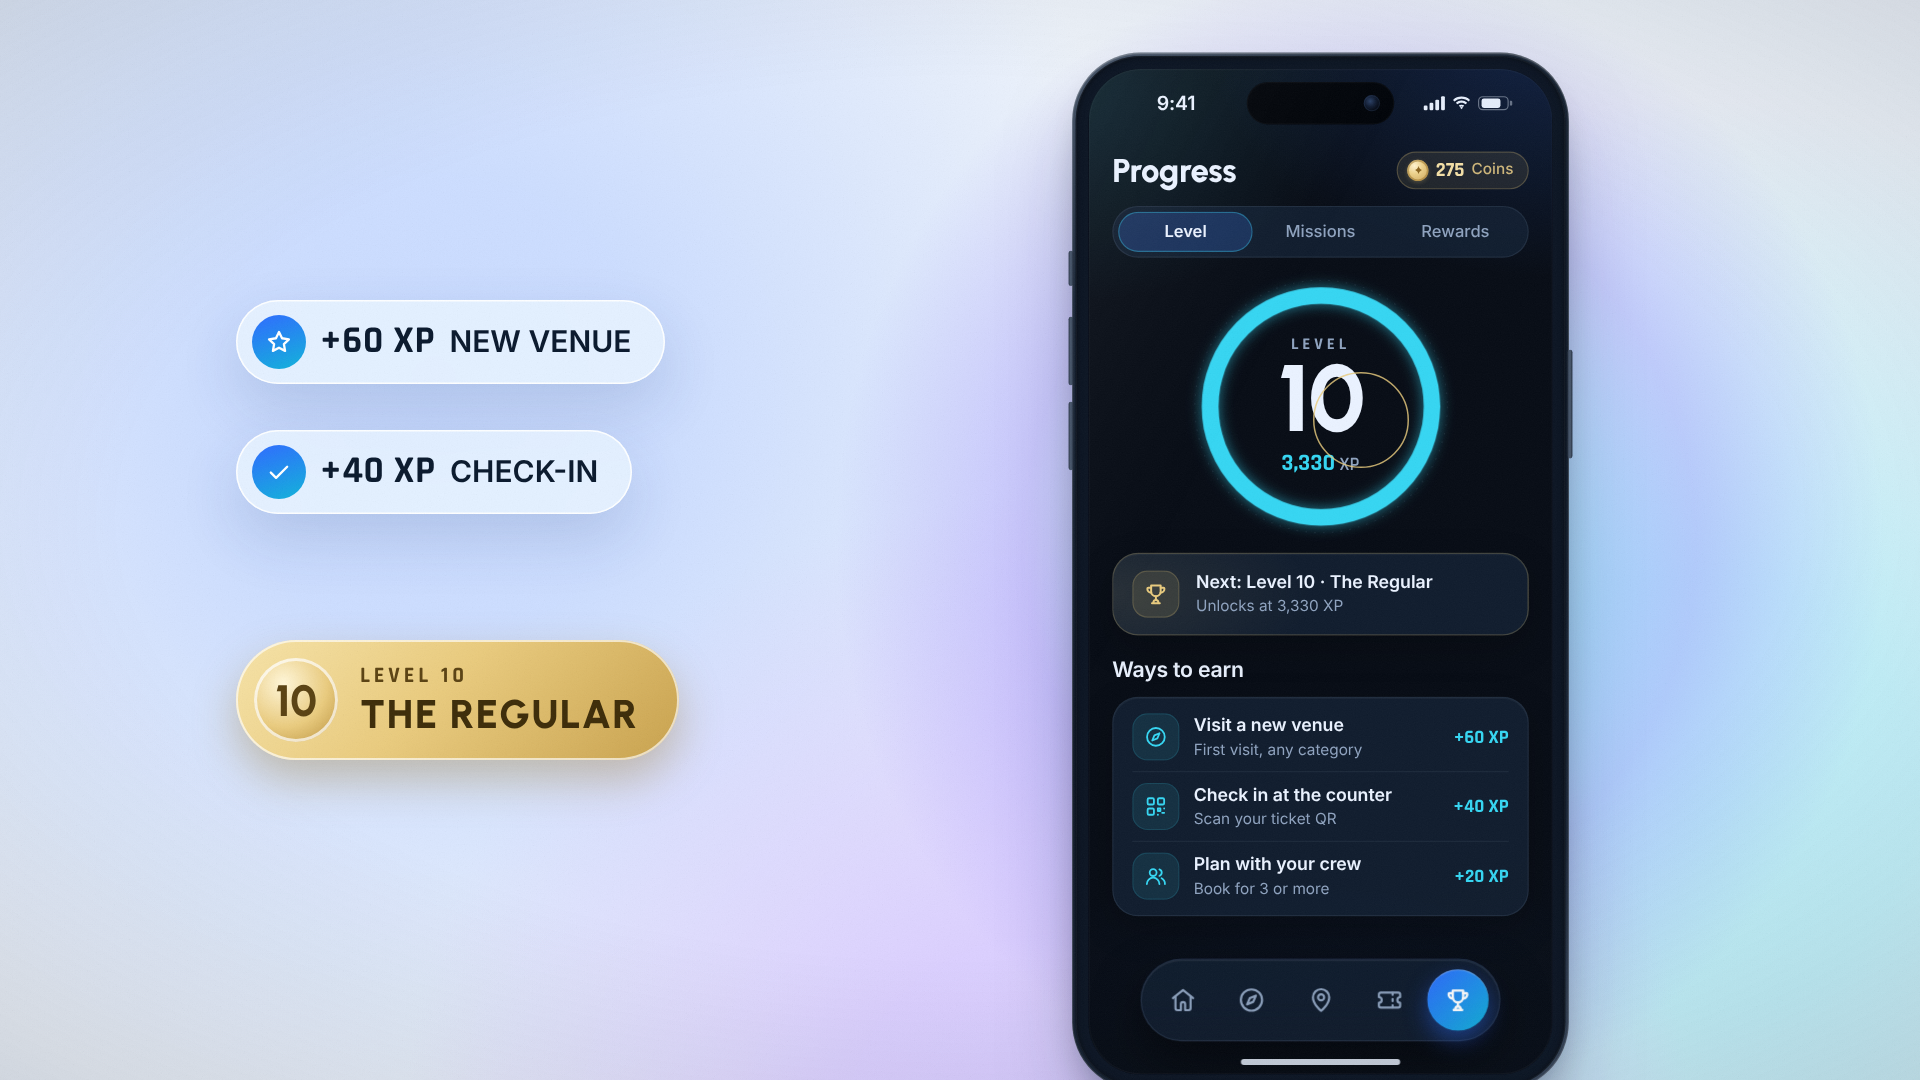 +60 XP NEW VENUE
+40 XP CHECK-IN
10
LEVEL 10
THE REGULAR
9:41
Progress
275 Coins
Level Missions Rewards
LEVEL
10
3,330 XP
Next: Level 10 · The Regular
Unlocks at 3,330 XP
Ways to earn
Visit a new venue
First visit, any category
+60 XP
Check in at the counter
Scan your ticket QR
+40 XP
Plan with your crew
Book for 3 or more
+20 XP